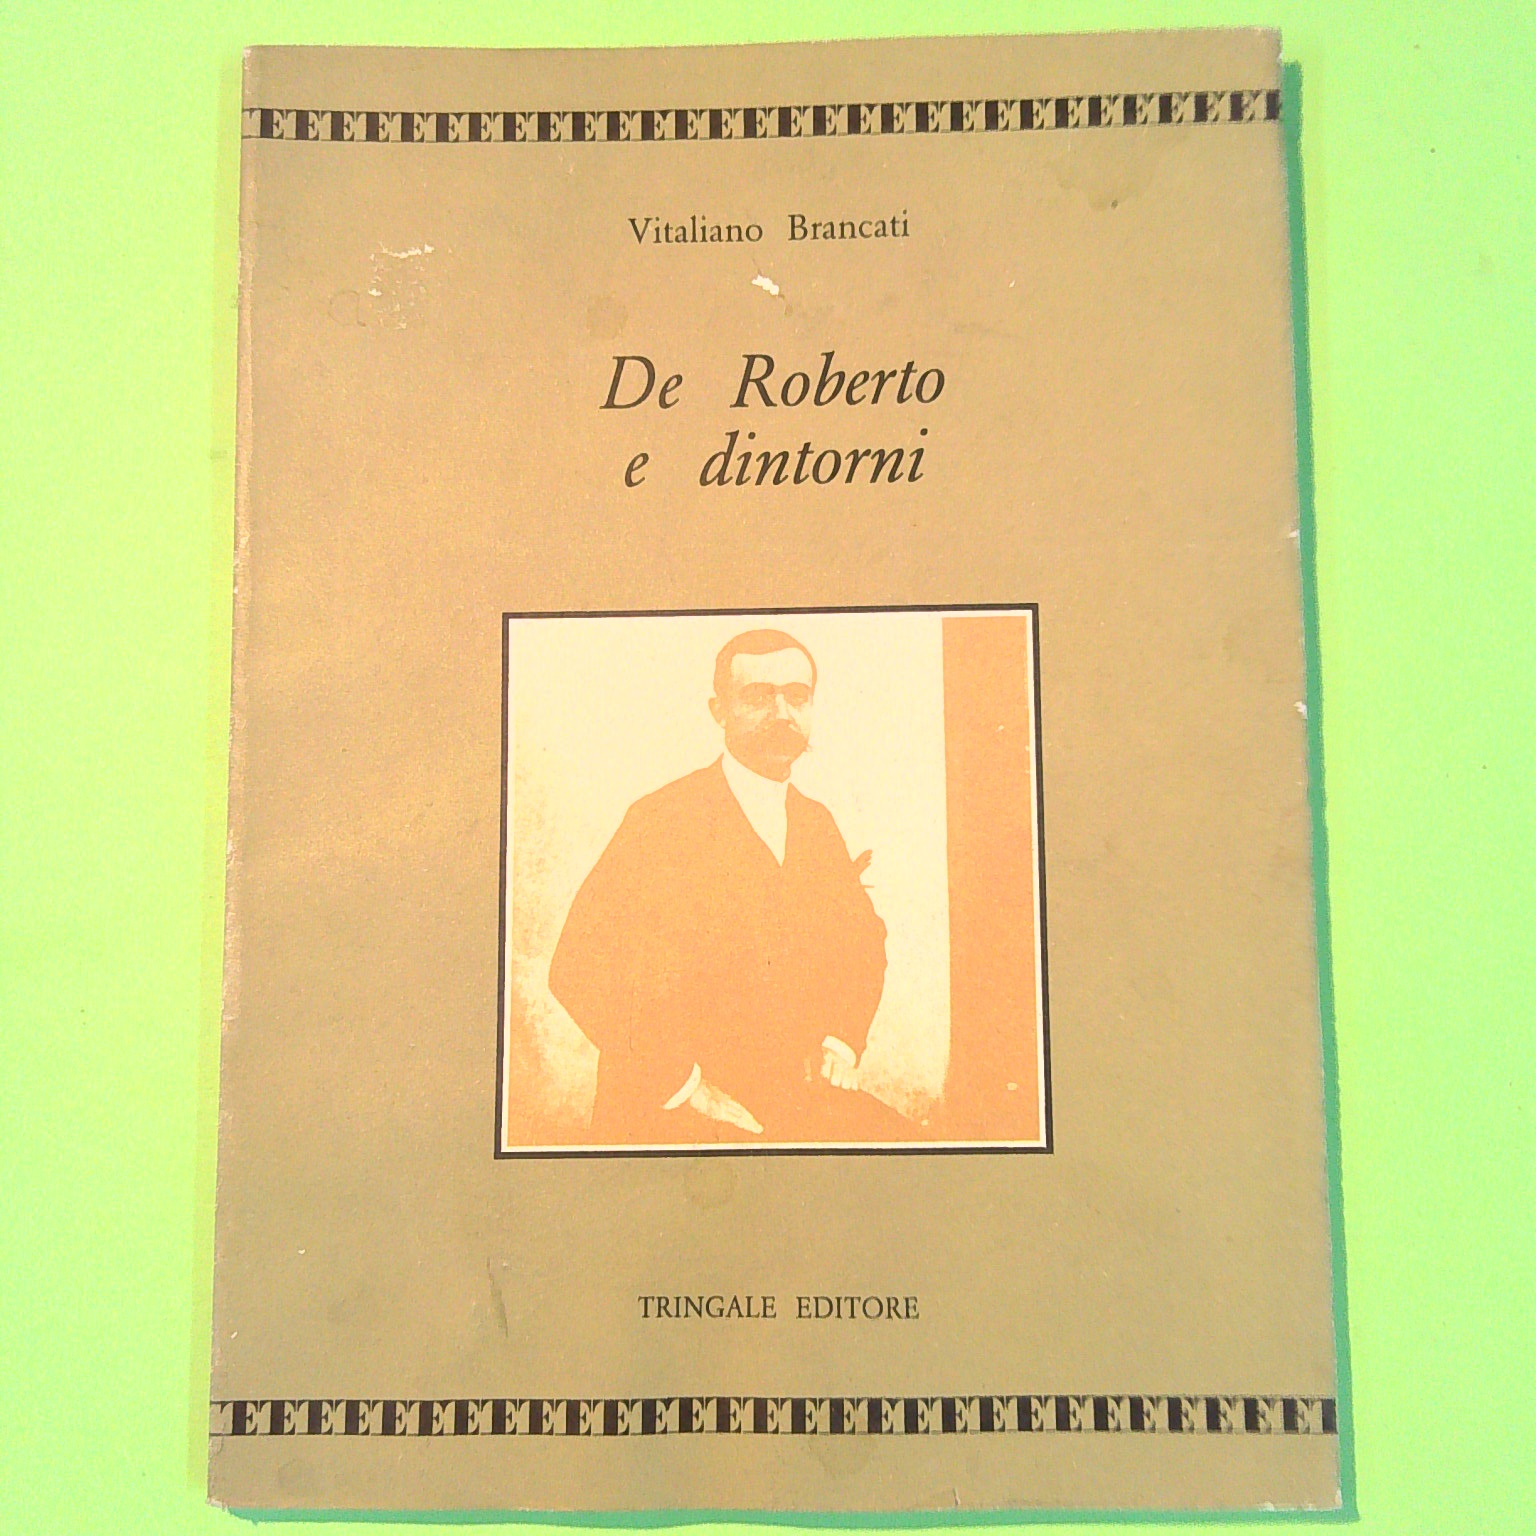 Vitaliano Brancati
De Roberto
e dintorni
TRINGALE EDITORE